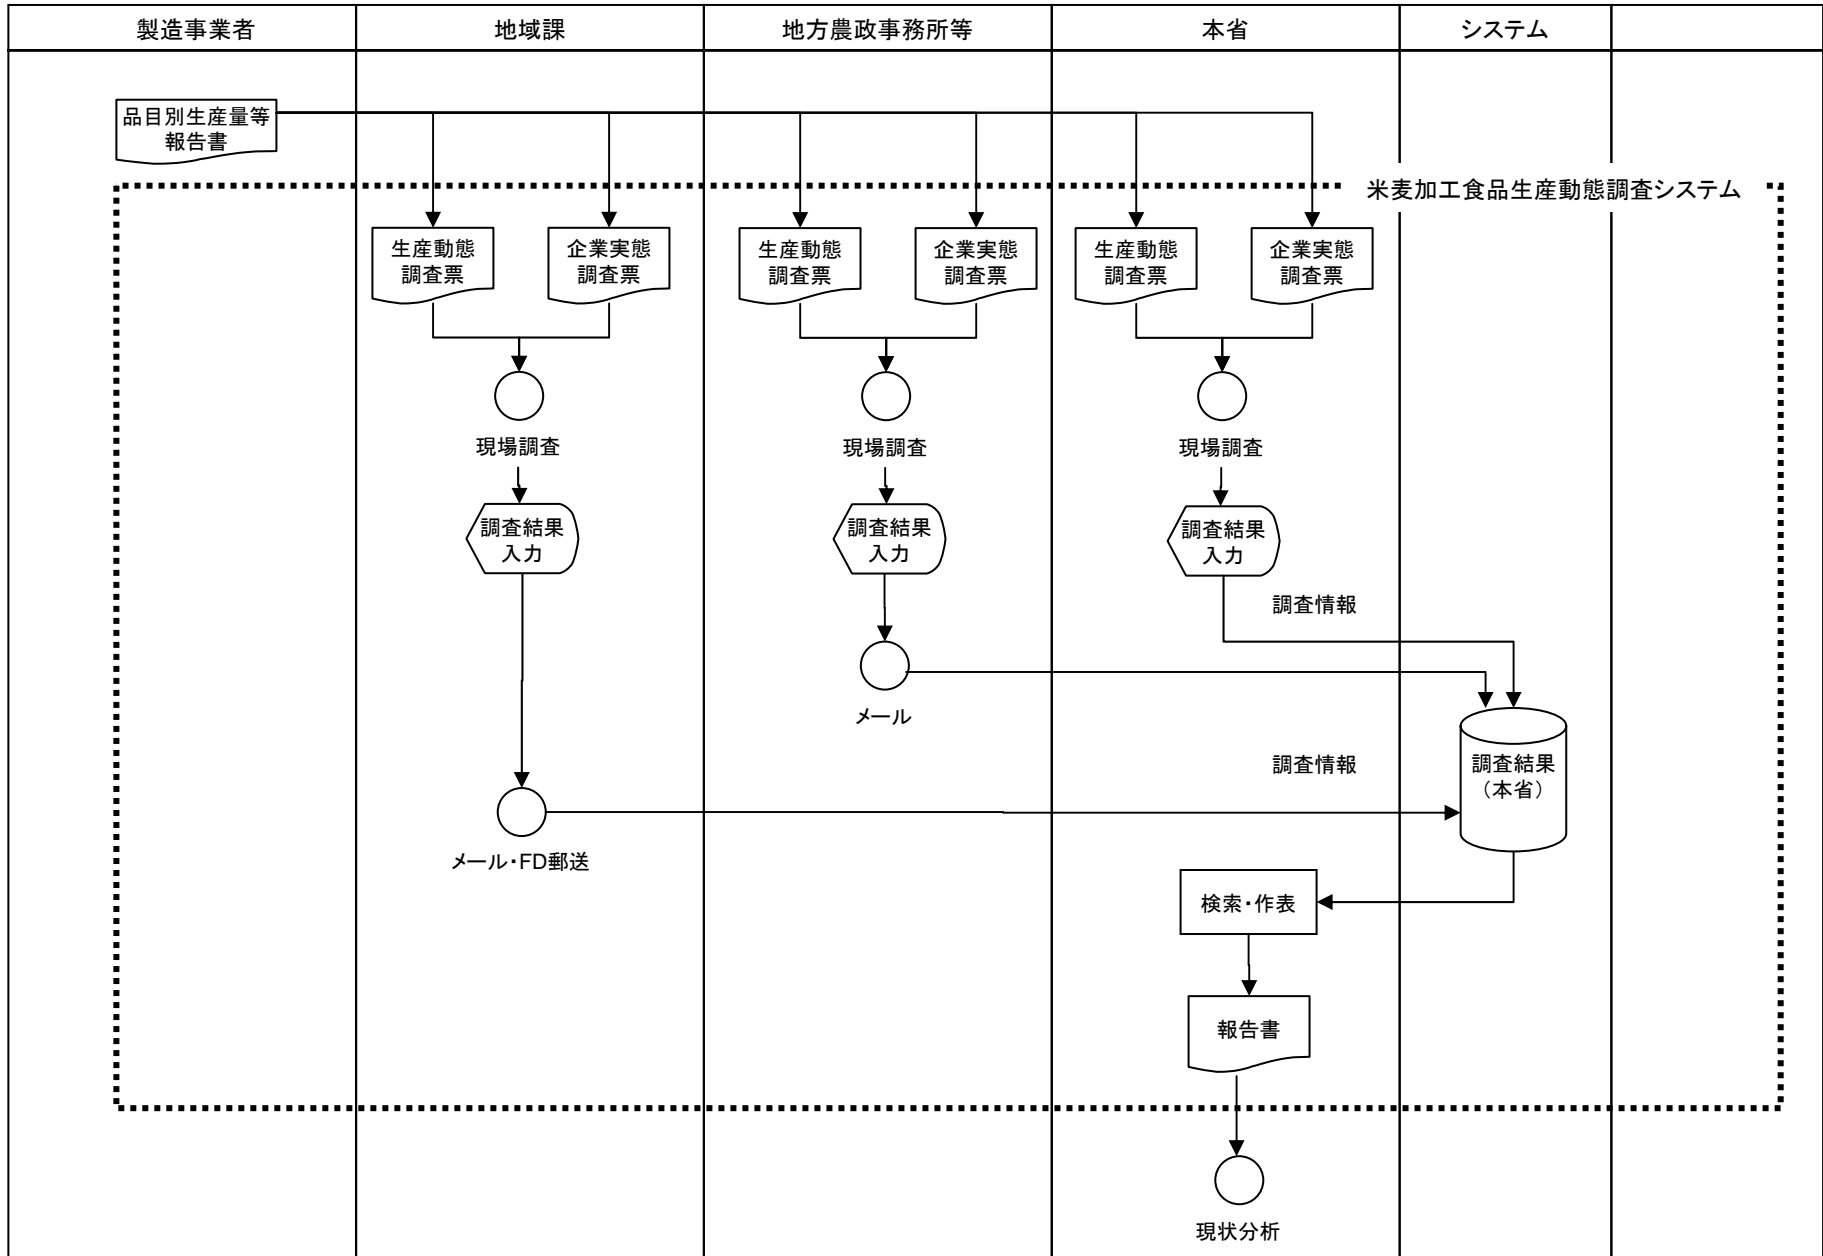 製造事業者
地域課
地方農政事務所等
本省
システム
品目別生産量等
報告書
米麦加工食品生産動態調査システム
生産動態
調査票
企業実態
調査票
生産動態
調査票
企業実態
調査票
生産動態
調査票
企業実態
調査票
現場調査
現場調査
現場調査
調査結果
入力
調査結果
入力
調査結果
入力
調査情報
メール
調査情報
調査結果
（本省）
メール・FD郵送
検索・作表
報告書
現状分析